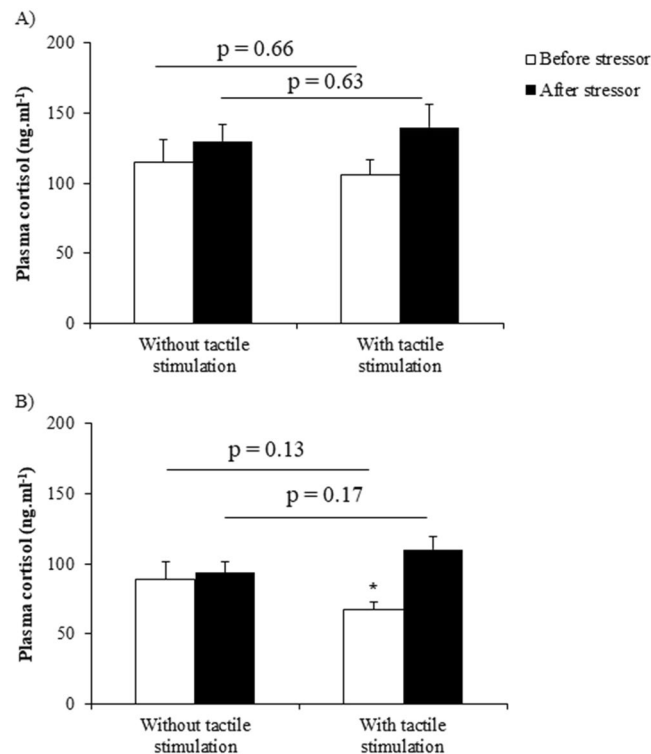 A)
200
p = 0.66
Before stressor
p = 0.63
After stressor
150
100
50
0
Plasma cortisol (ng.ml⁻¹)
Without tactile
stimulation
With tactile
stimulation
B)
200
p = 0.13
150
p = 0.17
100
*
50
0
Plasma cortisol (ng.ml⁻¹)
Without tactile
stimulation
With tactile
stimulation